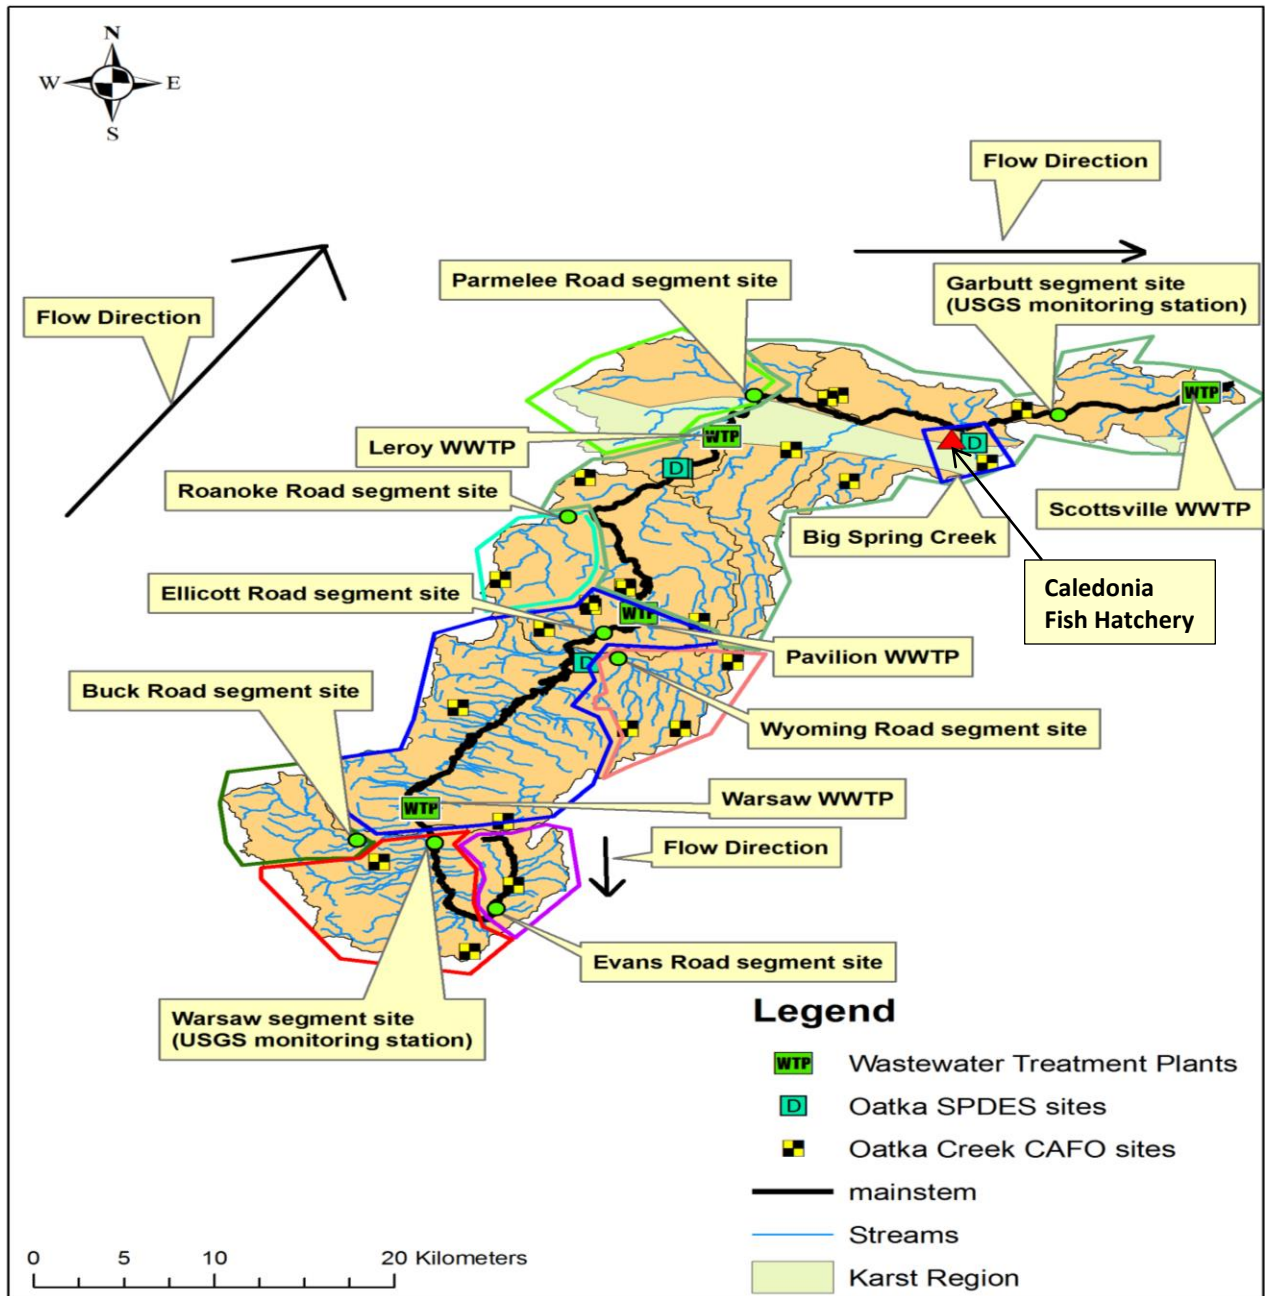 N
W E
S
Flow Direction
Parmelee Road segment site
Garbutt segment site
(USGS monitoring station)
Flow Direction
WTP
Leroy WWTP
WTP
D
D
Roanoke Road segment site
Scottsville WWTP
Big Spring Creek
Caledonia
Fish Hatchery
Ellicott Road segment site
WTP
Pavilion WWTP
D
Buck Road segment site
Wyoming Road segment site
WTP
Warsaw WWTP
Flow Direction
Evans Road segment site
Warsaw segment site
(USGS monitoring station)
Legend
WTP Wastewater Treatment Plants
D Oatka SPDES sites
Oatka Creek CAFO sites
mainstem
Streams
Karst Region
0 5 10 20 Kilometers